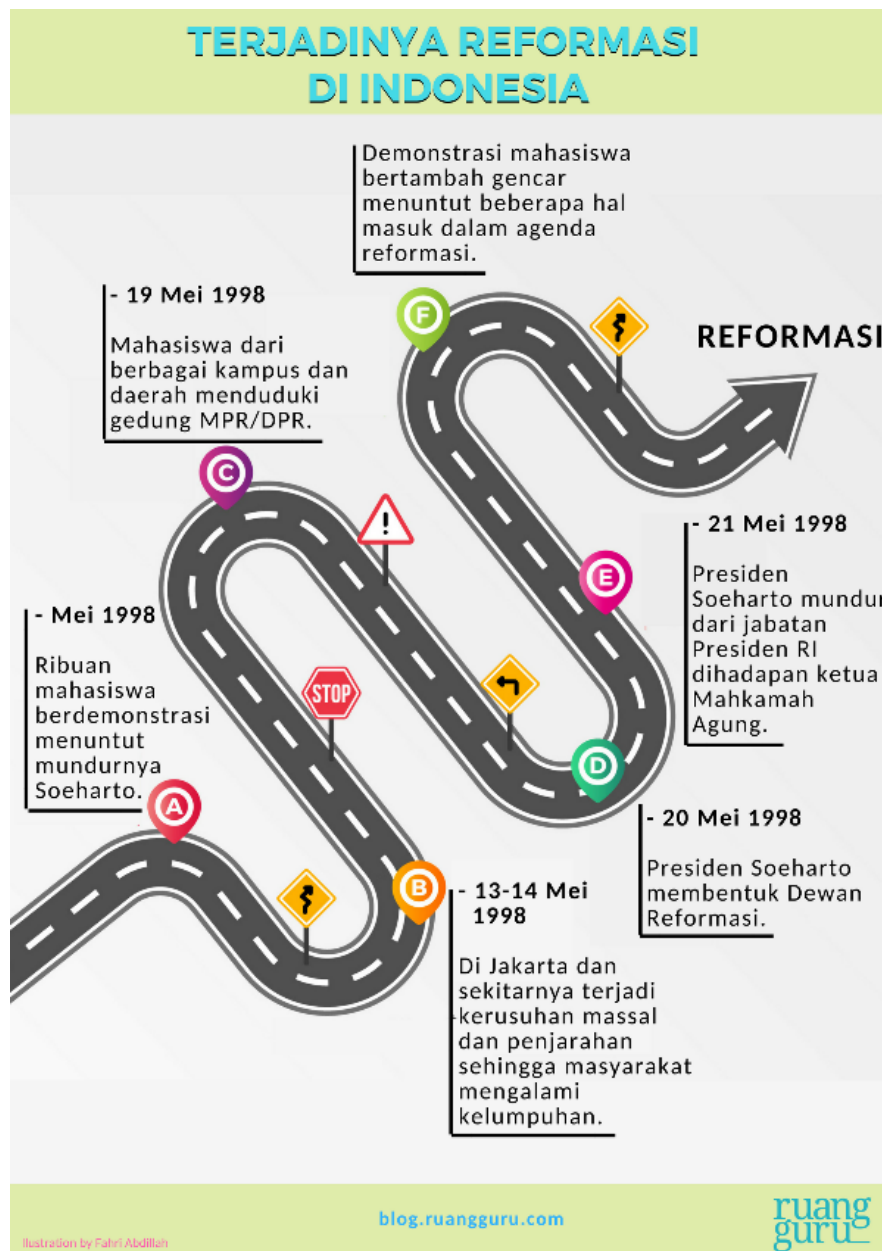 TERJADINYA REFORMASI
DI INDONESIA
Demonstrasi mahasiswa
bertambah gencar
menuntut beberapa hal
masuk dalam agenda
reformasi.
- 19 Mei 1998
Mahasiswa dari
berbagai kampus dan
daerah menduduki
gedung MPR/DPR.
F
REFORMASI
C
- 21 Mei 1998
Presiden
Soeharto mundur
dari jabatan
Presiden RI
dihadapan ketua
Mahkamah
Agung.
!
E
- Mei 1998
Ribuan
mahasiswa
berdemonstrasi
menuntut
mundurnya
Soeharto.
STOP
D
A
- 20 Mei 1998
Presiden Soeharto
membentuk Dewan
Reformasi.
B
- 13-14 Mei
1998
Di Jakarta dan
sekitarnya terjadi
kerusuhan massal
dan penjarahan
sehingga masyarakat
mengalami
kelumpuhan.
blog.ruangguru.com
ruang
guru
Ilustration by Fahri Abdillah